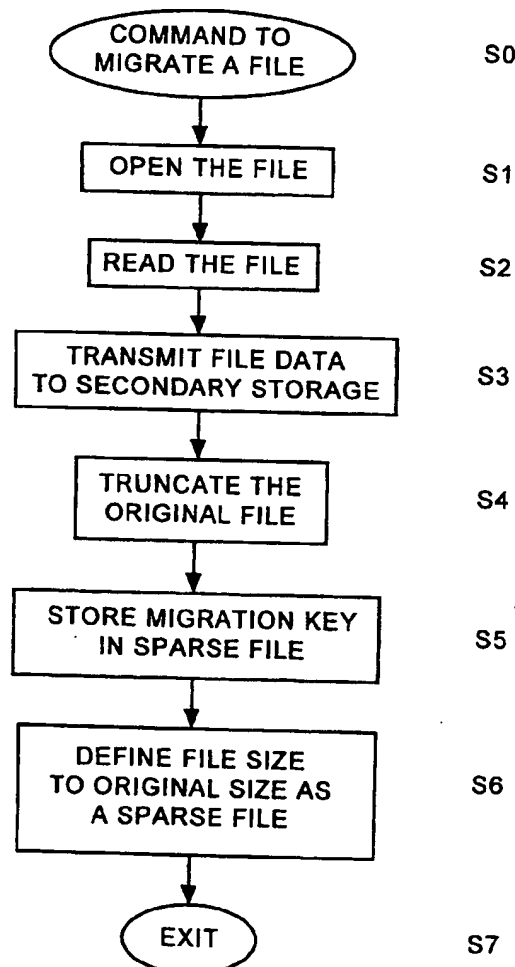 COMMAND TO
MIGRATE A FILE
S0
OPEN THE FILE
S1
READ THE FILE
S2
TRANSMIT FILE DATA
TO SECONDARY STORAGE
S3
TRUNCATE THE
ORIGINAL FILE
S4
STORE MIGRATION KEY
IN SPARSE FILE
S5
DEFINE FILE SIZE
TO ORIGINAL SIZE AS
A SPARSE FILE
S6
EXIT
S7